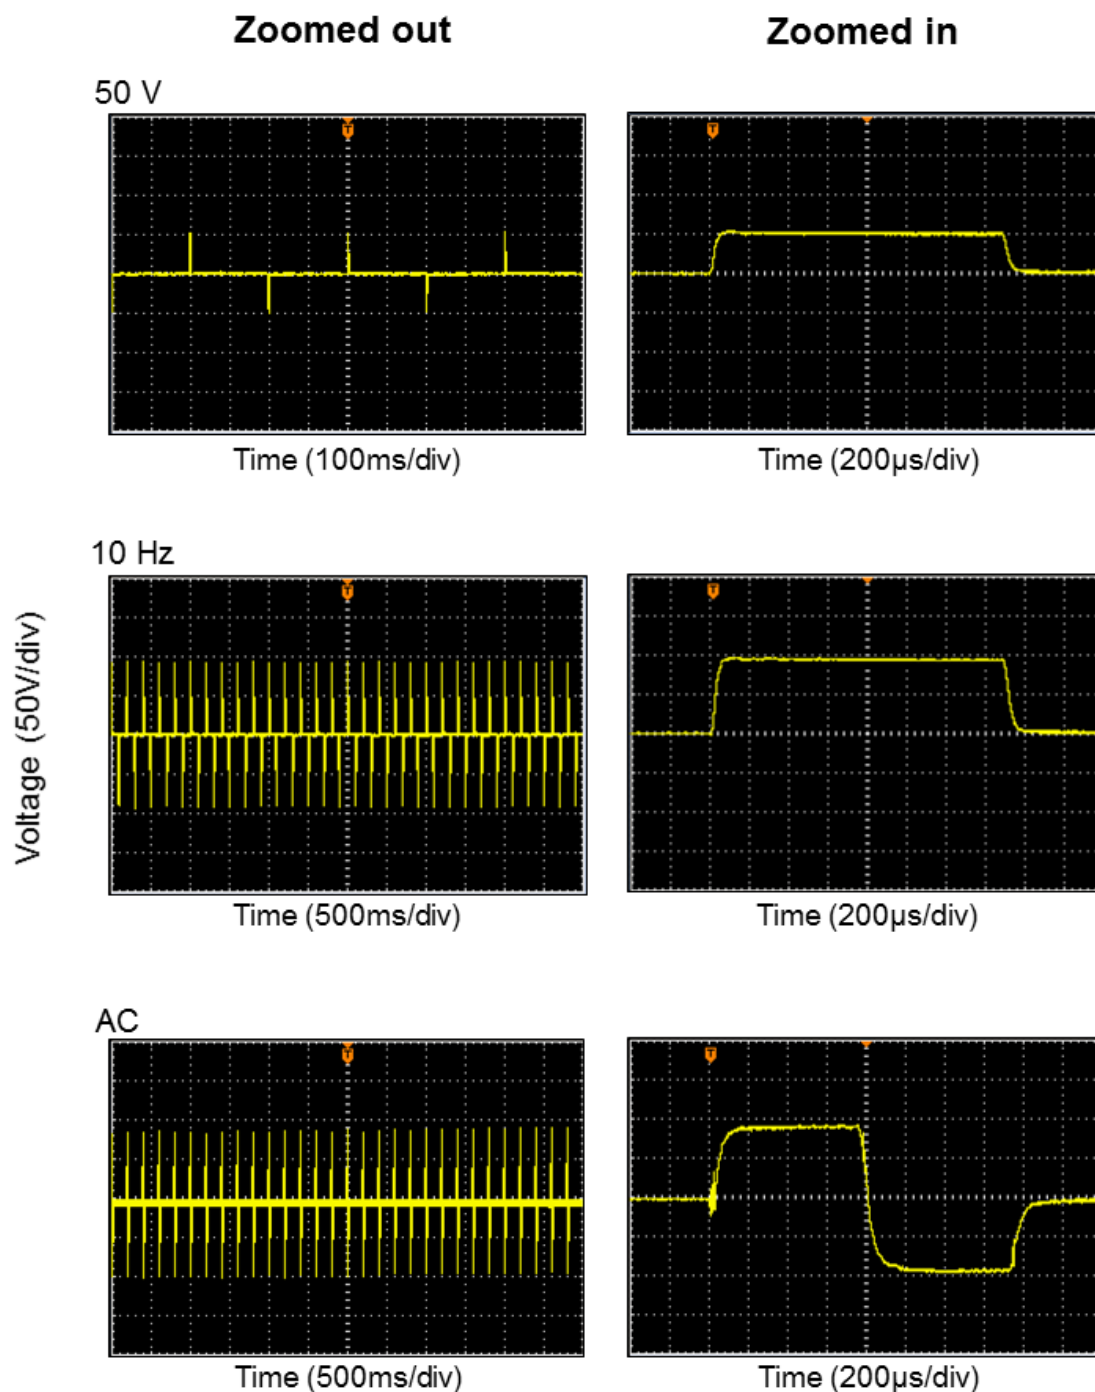 Zoomed out
Zoomed in
50 V
T
T
Time (100ms/div)
Time (200µs/div)
10 Hz
T
T
Voltage (50V/div)
Time (500ms/div)
Time (200µs/div)
AC
T
T
Time (500ms/div)
Time (200µs/div)